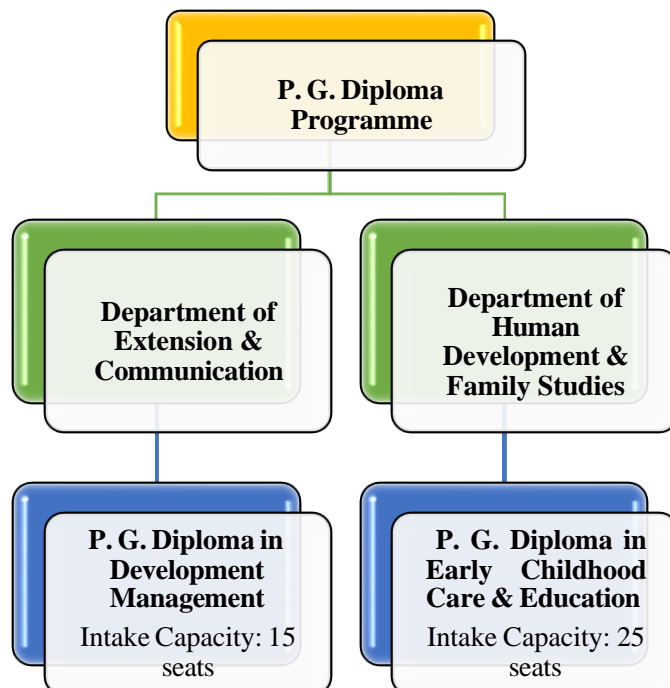 P. G. Diploma
Programme
Department of
Extension &
Communication
Department of
Human
Development &
Family Studies
P. G. Diploma in
Development
Management
Intake Capacity: 15
seats
P. G. Diploma in
Early Childhood
Care & Education
Intake Capacity: 25
seats